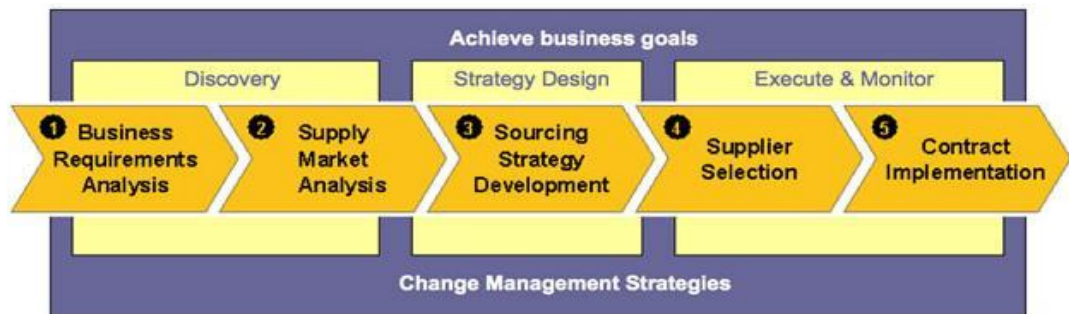 Achieve business goals
Discovery
Strategy Design
Execute & Monitor
1 Business
Requirements
Analysis
2 Supply
Market
Analysis
3 Sourcing
Strategy
Development
4 Supplier
Selection
5 Contract
Implementation
Change Management Strategies